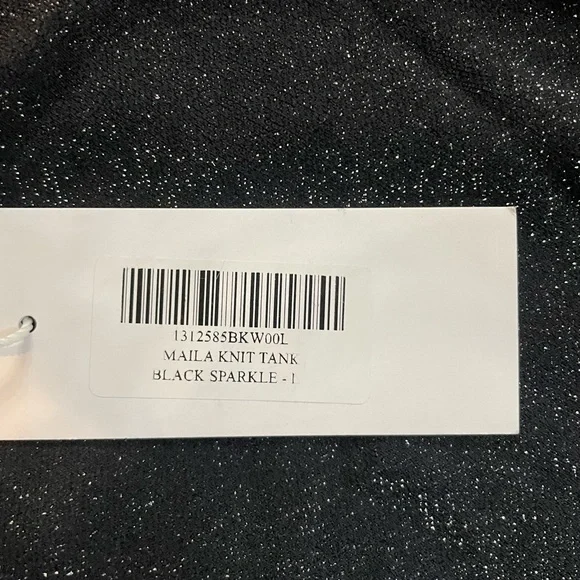 1312585BKW00L
MAILA KNIT TANK
BLACK SPARKLE - L